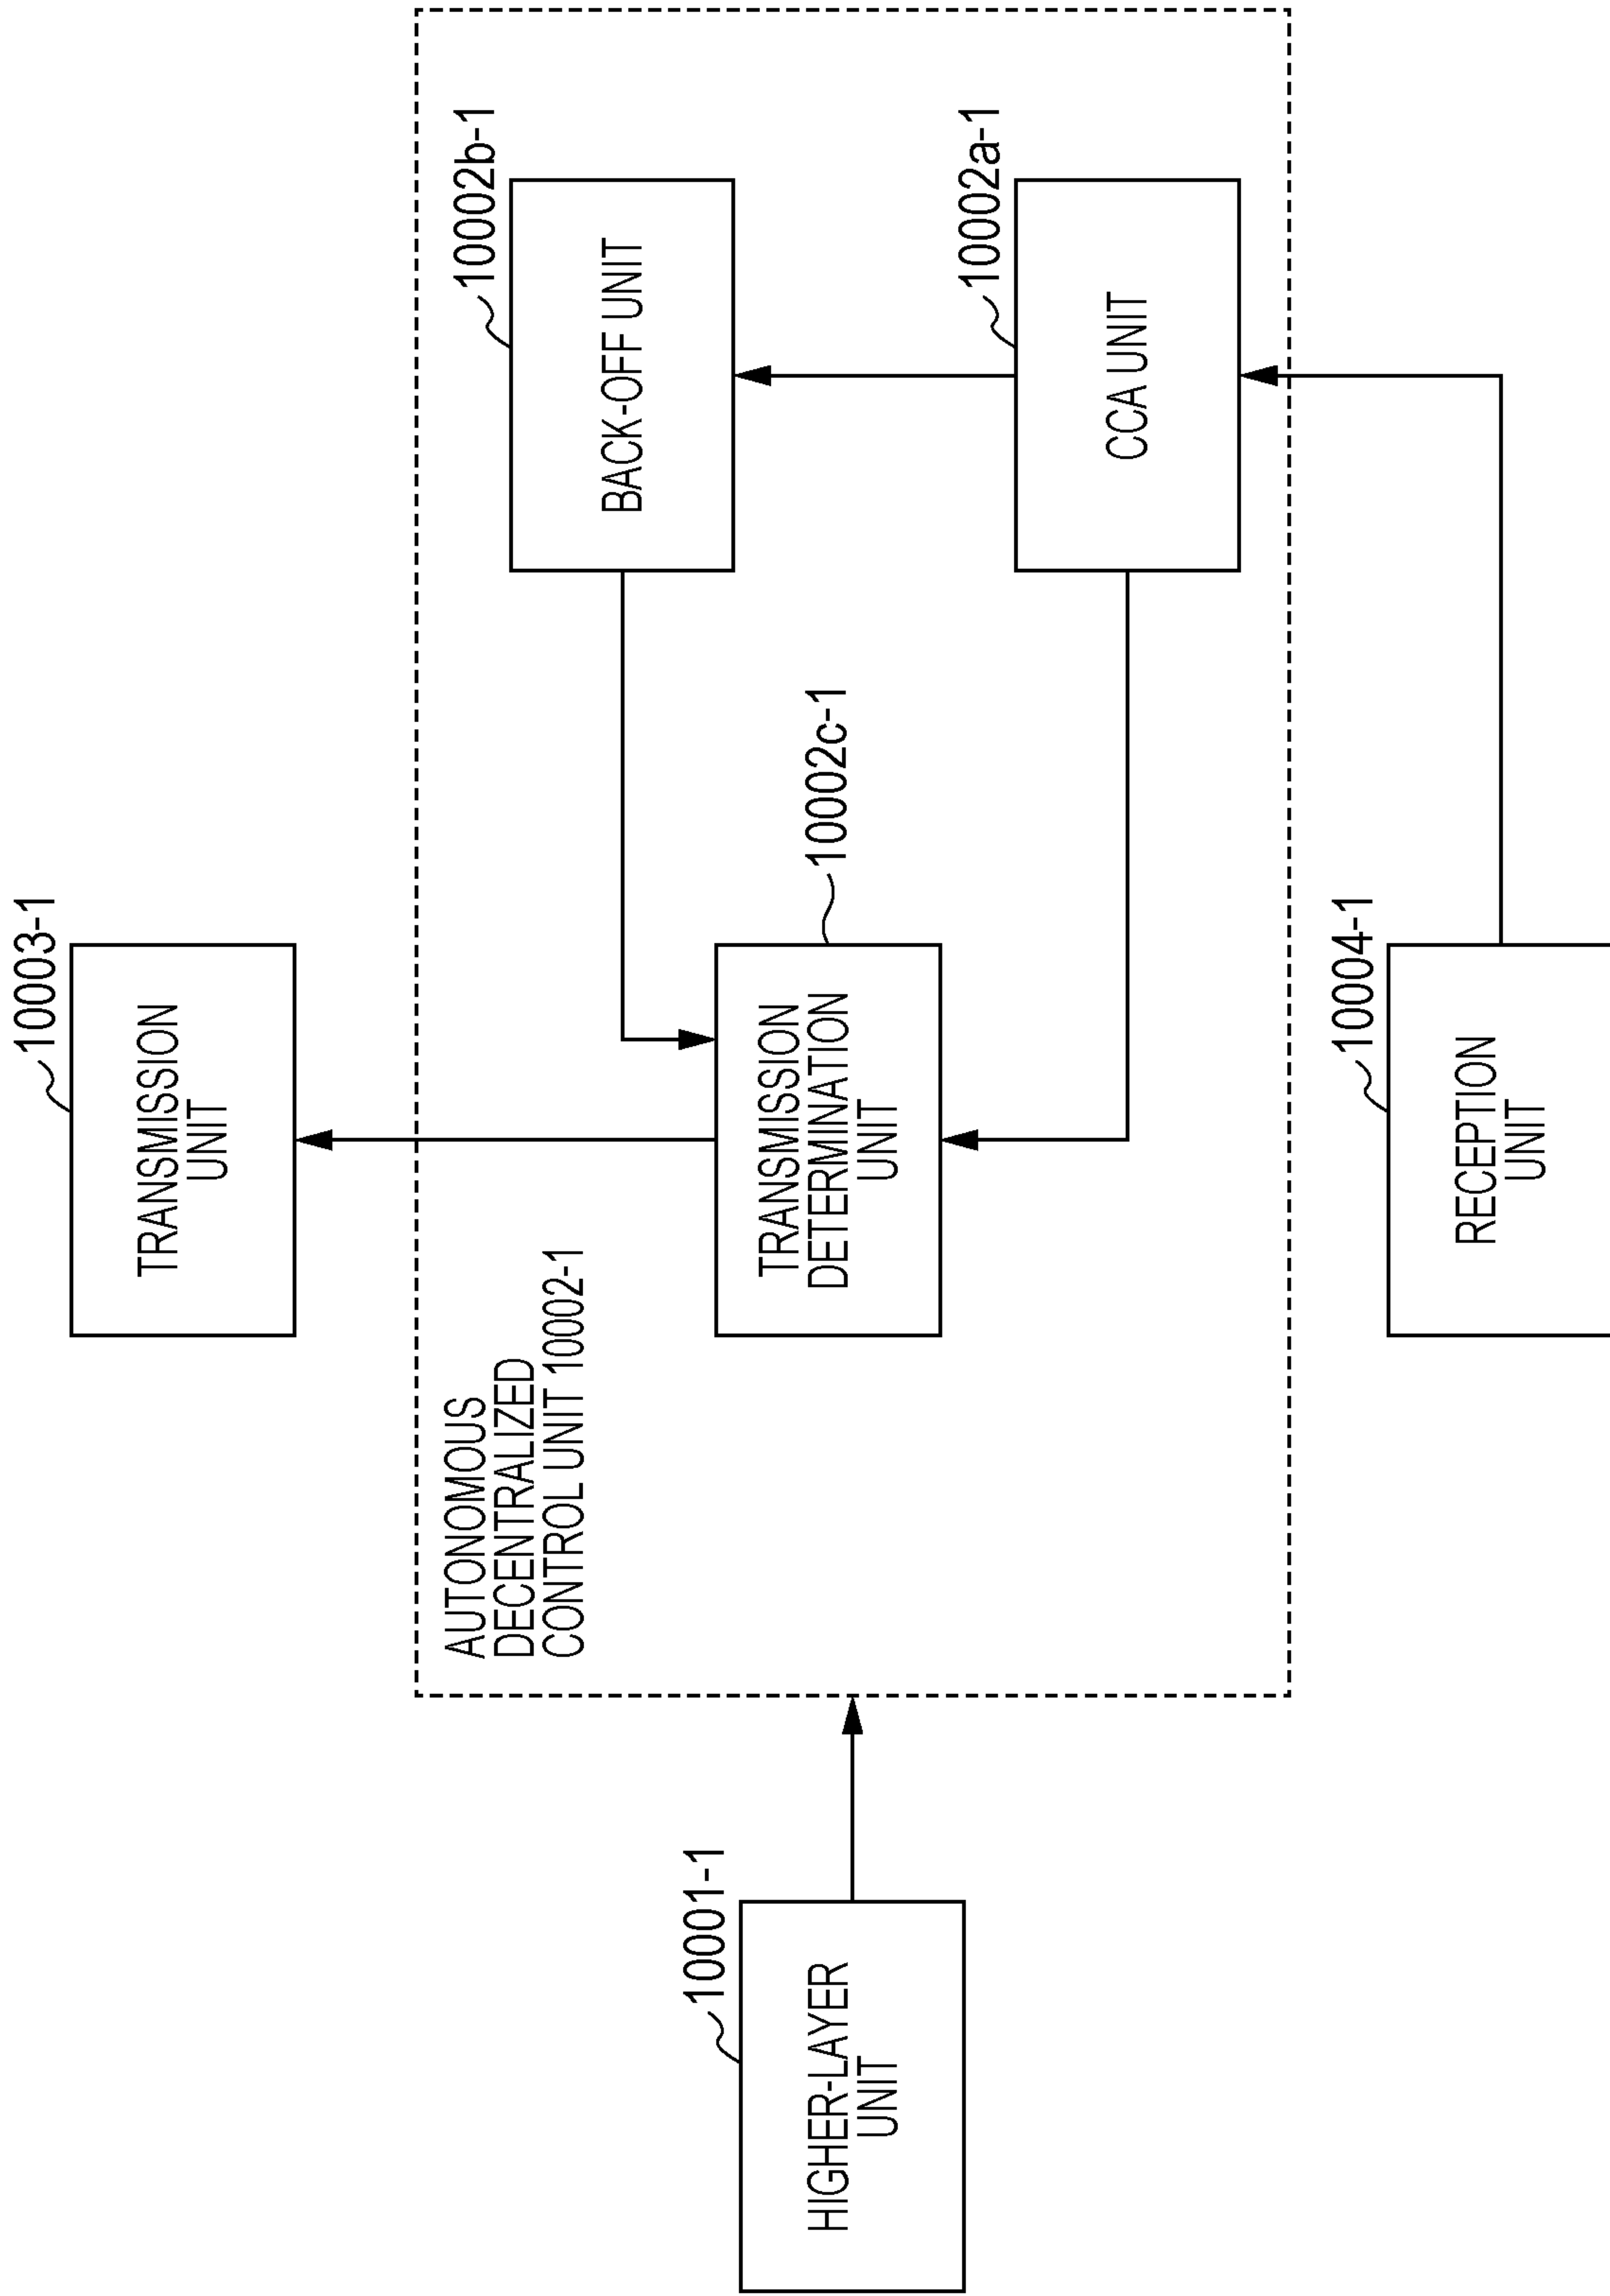 10003-1
TRANSMISSION
UNIT
AUTONOMOUS
DECENTRALIZED
CONTROL UNIT 10002-1
10002b-1
BACK-OFF UNIT
10001-1
HIGHER-LAYER
UNIT
10002c-1
TRANSMISSION
DETERMINATION
UNIT
10002a-1
CCA UNIT
10004-1
RECEPTION
UNIT